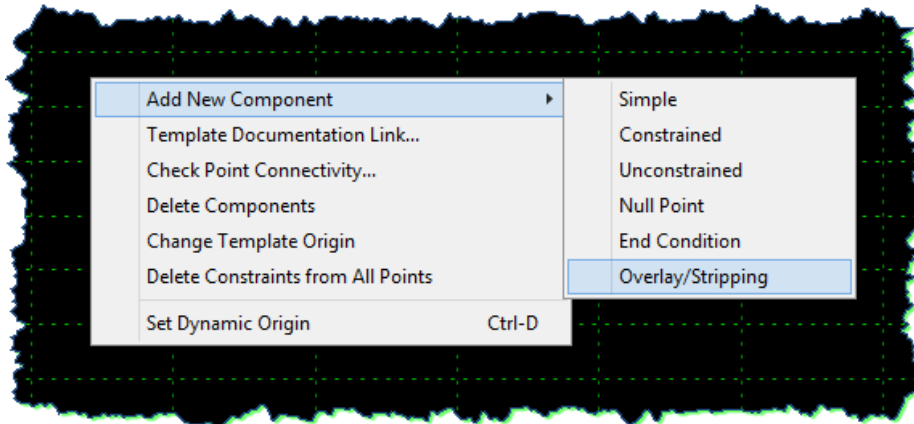 Add New Component
Template Documentation Link...
Check Point Connectivity...
Delete Components
Change Template Origin
Delete Constraints from All Points
Set Dynamic Origin Ctrl-D
Simple
Constrained
Unconstrained
Null Point
End Condition
Overlay/Stripping